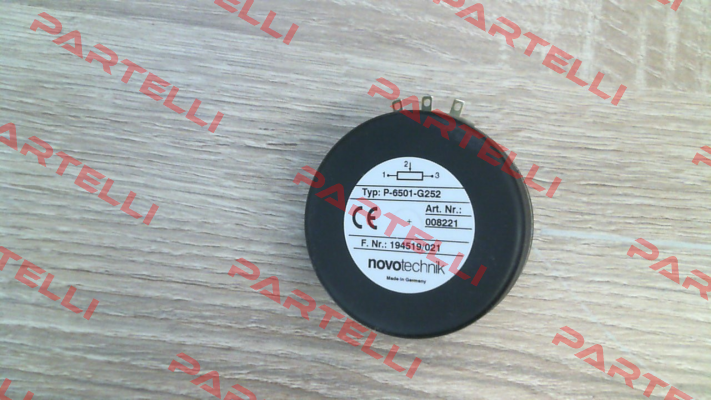 2
1 3
Typ: P-6501-G252
CE
Art. Nr.:
008221
F. Nr.: 194519/021
novotechnik
Made in Germany
PARTELLI
PARTELLI
PARTELLI
PARTELLI
PARTELLI
PARTELLI
PARTELLI
PARTELLI
PARTELLI